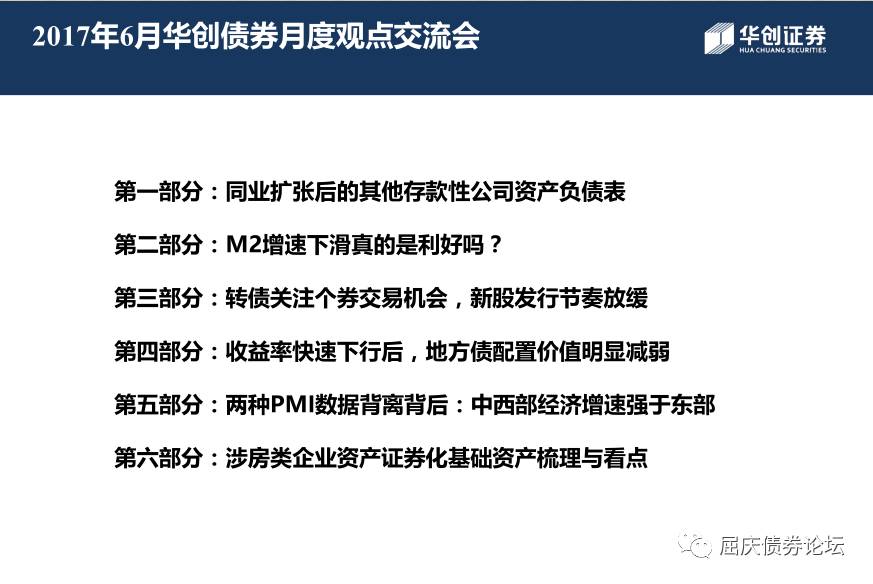 2017年6月华创债券月度观点交流会
华创证券
HUA CHUANG SECURITIES
第一部分：同业扩张后的其他存款性公司资产负债表
第二部分：M2增速下滑真的是利好吗？
第三部分：转债关注个券交易机会，新股发行节奏放缓
第四部分：收益率快速下行后，地方债配置价值明显减弱
第五部分：两种PMI数据背离背后：中西部经济增速强于东部
第六部分：涉房类企业资产证券化基础资产梳理与看点
屈庆债券论坛